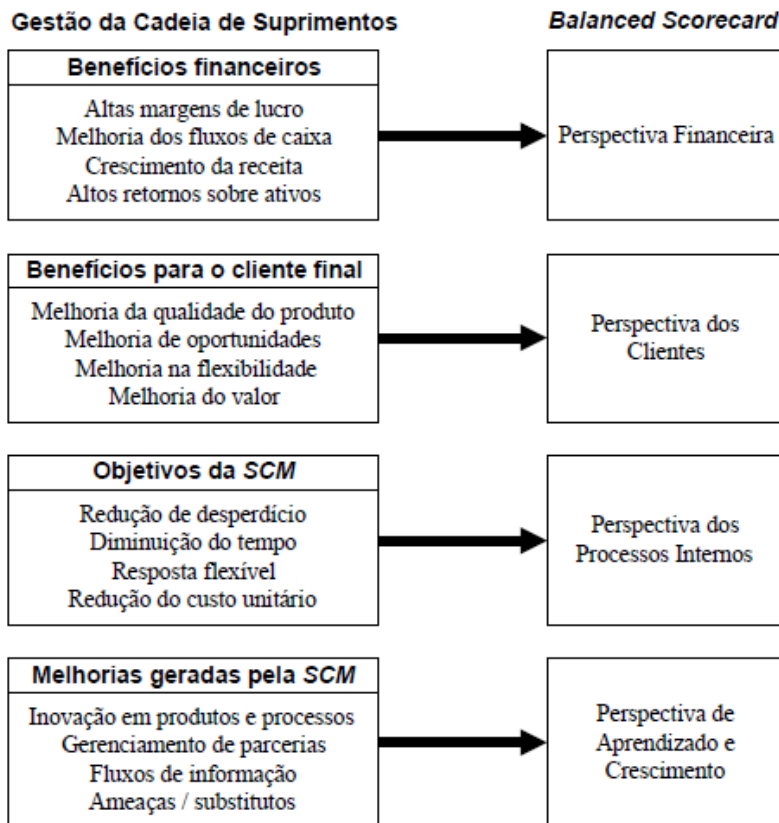 Gestão da Cadeia de Suprimentos
Balanced Scorecard
Benefícios financeiros
Altas margens de lucro
Melhoria dos fluxos de caixa
Crescimento da receita
Altos retornos sobre ativos
Perspectiva Financeira
Benefícios para o cliente final
Melhoria da qualidade do produto
Melhoria de oportunidades
Melhoria na flexibilidade
Melhoria do valor
Perspectiva dos
Clientes
Objetivos da SCM
Redução de desperdício
Diminuição do tempo
Resposta flexível
Redução do custo unitário
Perspectiva dos
Processos Internos
Melhorias geradas pela SCM
Inovação em produtos e processos
Gerenciamento de parcerias
Fluxos de informação
Ameaças / substitutos
Perspectiva de
Aprendizado e
Crescimento